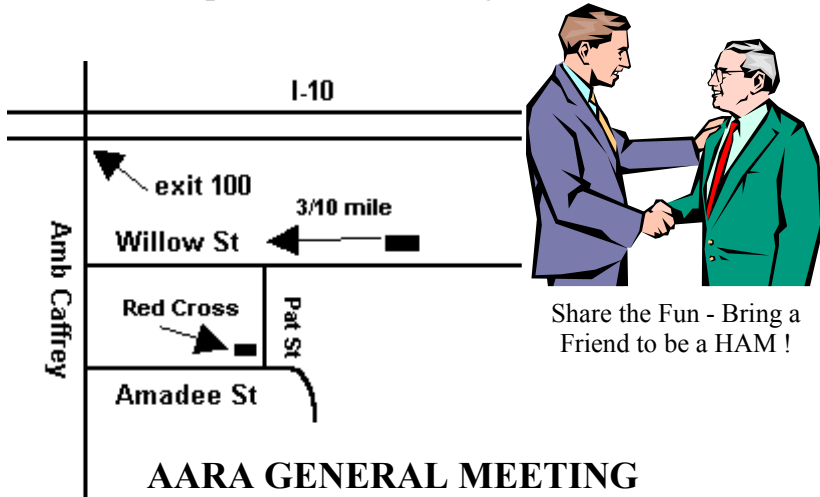 I-10
exit 100
3/10 mile
Willow St
Amb Caffrey
Red Cross
Pat St
Amadee St
Share the Fun - Bring a
Friend to be a HAM !
AARA GENERAL MEETING